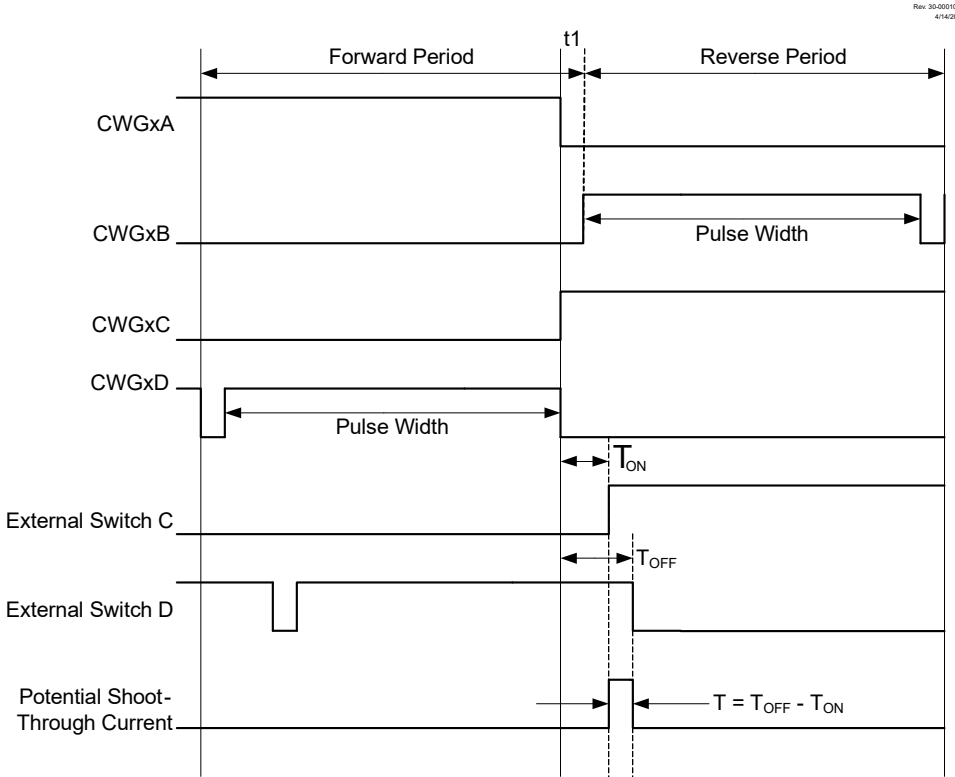 Rev. 30-00010
4/14/20
t1
Forward Period
Reverse Period
CWGxA
CWGxB
Pulse Width
CWGxC
CWGxD
Pulse Width
TON
External Switch C
TOFF
External Switch D
Potential Shoot-
Through Current
T = TOFF - TON